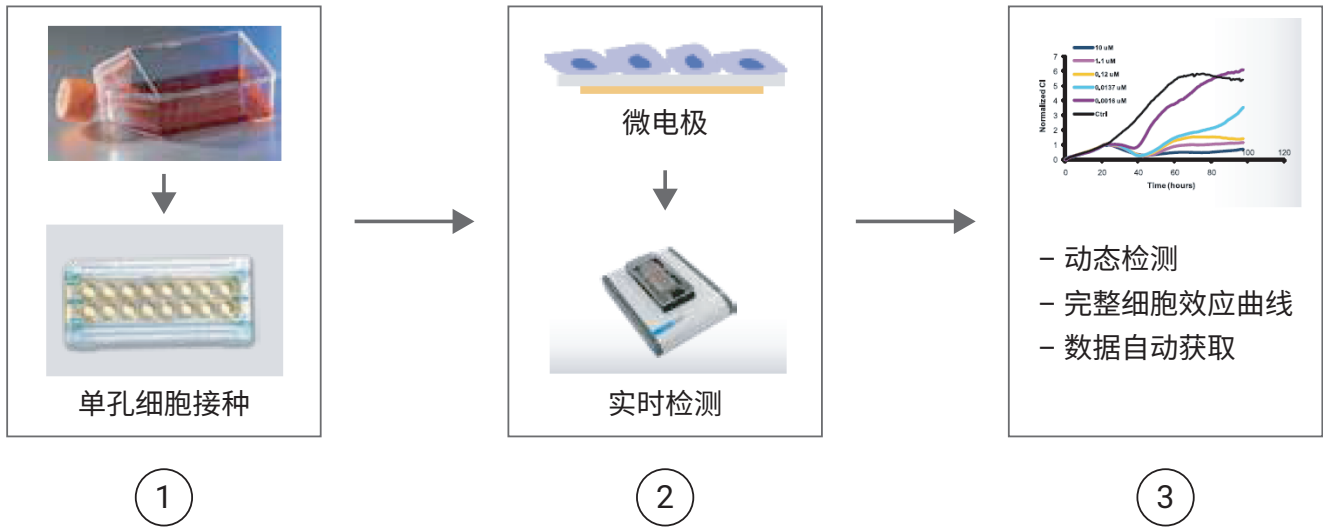 单孔细胞接种
1
微电极
实时检测
2
10 uM
1.1 uM
0.12 uM
0.0137 uM
0.0016 uM
Ctrl
Normalized CI
7
6
5
4
3
2
1
0
0
20
40
60
80
100
120
Time (hours)
– 动态检测
– 完整细胞效应曲线
– 数据自动获取
3